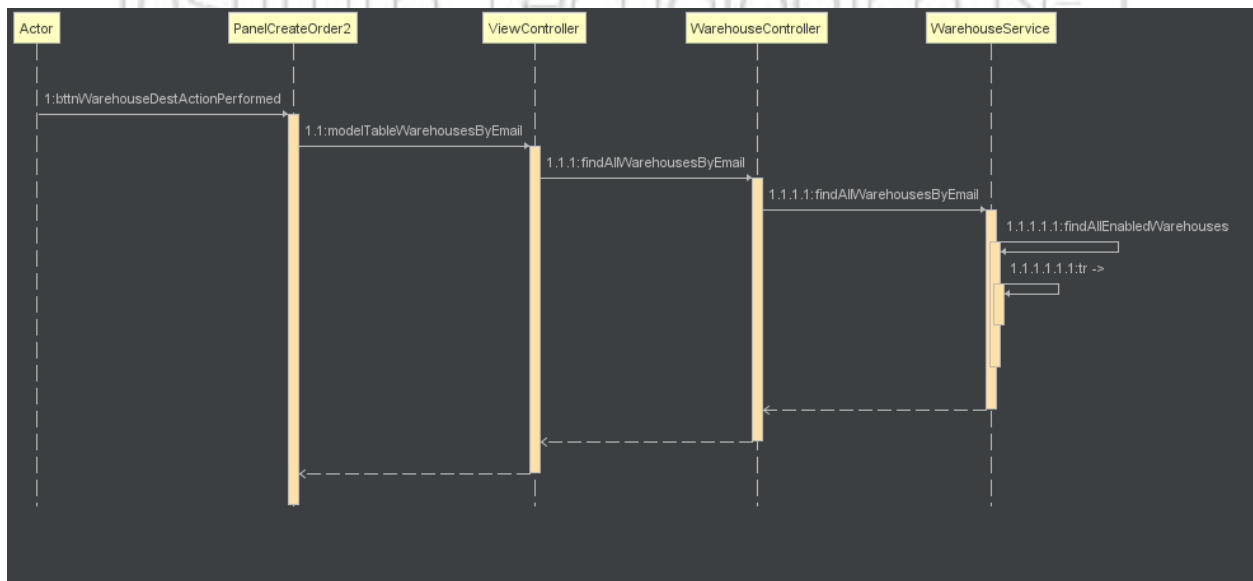 Actor
PanelCreateOrder2
ViewController
WarehouseController
WarehouseService
1:bttnWarehouseDestActionPerformed
1.1:modelTableWarehousesByEmail
1.1.1:findAllWarehousesByEmail
1.1.1.1:findAllWarehousesByEmail
1.1.1.1.1:findAllEnabledWarehouses
1.1.1.1.1.1:tr ->